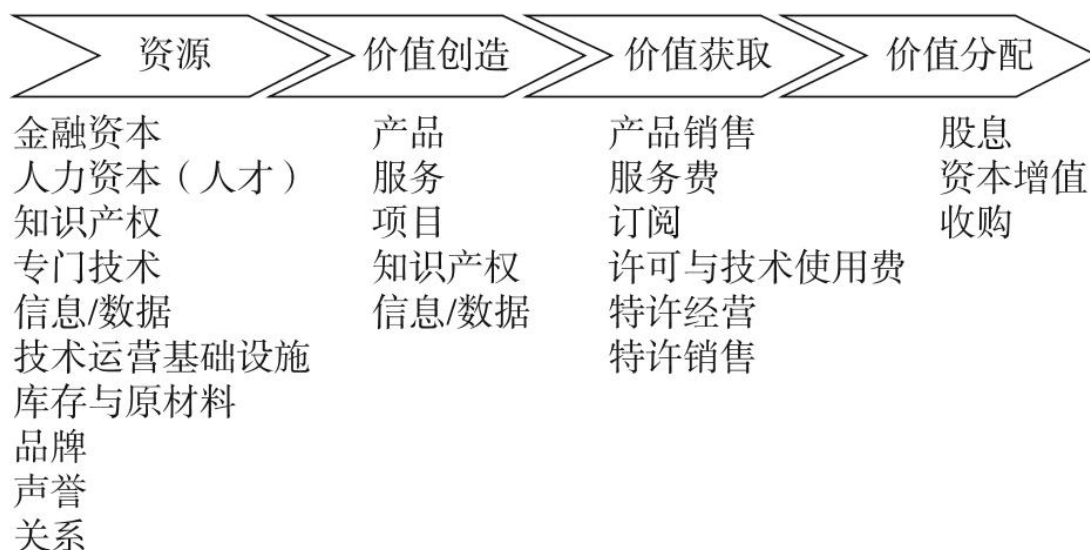 资源
价值创造
价值获取
价值分配
金融资本
人力资本（人才）
知识产权
专门技术
信息/数据
技术运营基础设施
库存与原材料
品牌
声誉
关系
产品
服务
项目
知识产权
信息/数据
产品销售
服务费
订阅
许可与技术使用费
特许经营
特许销售
股息
资本增值
收购